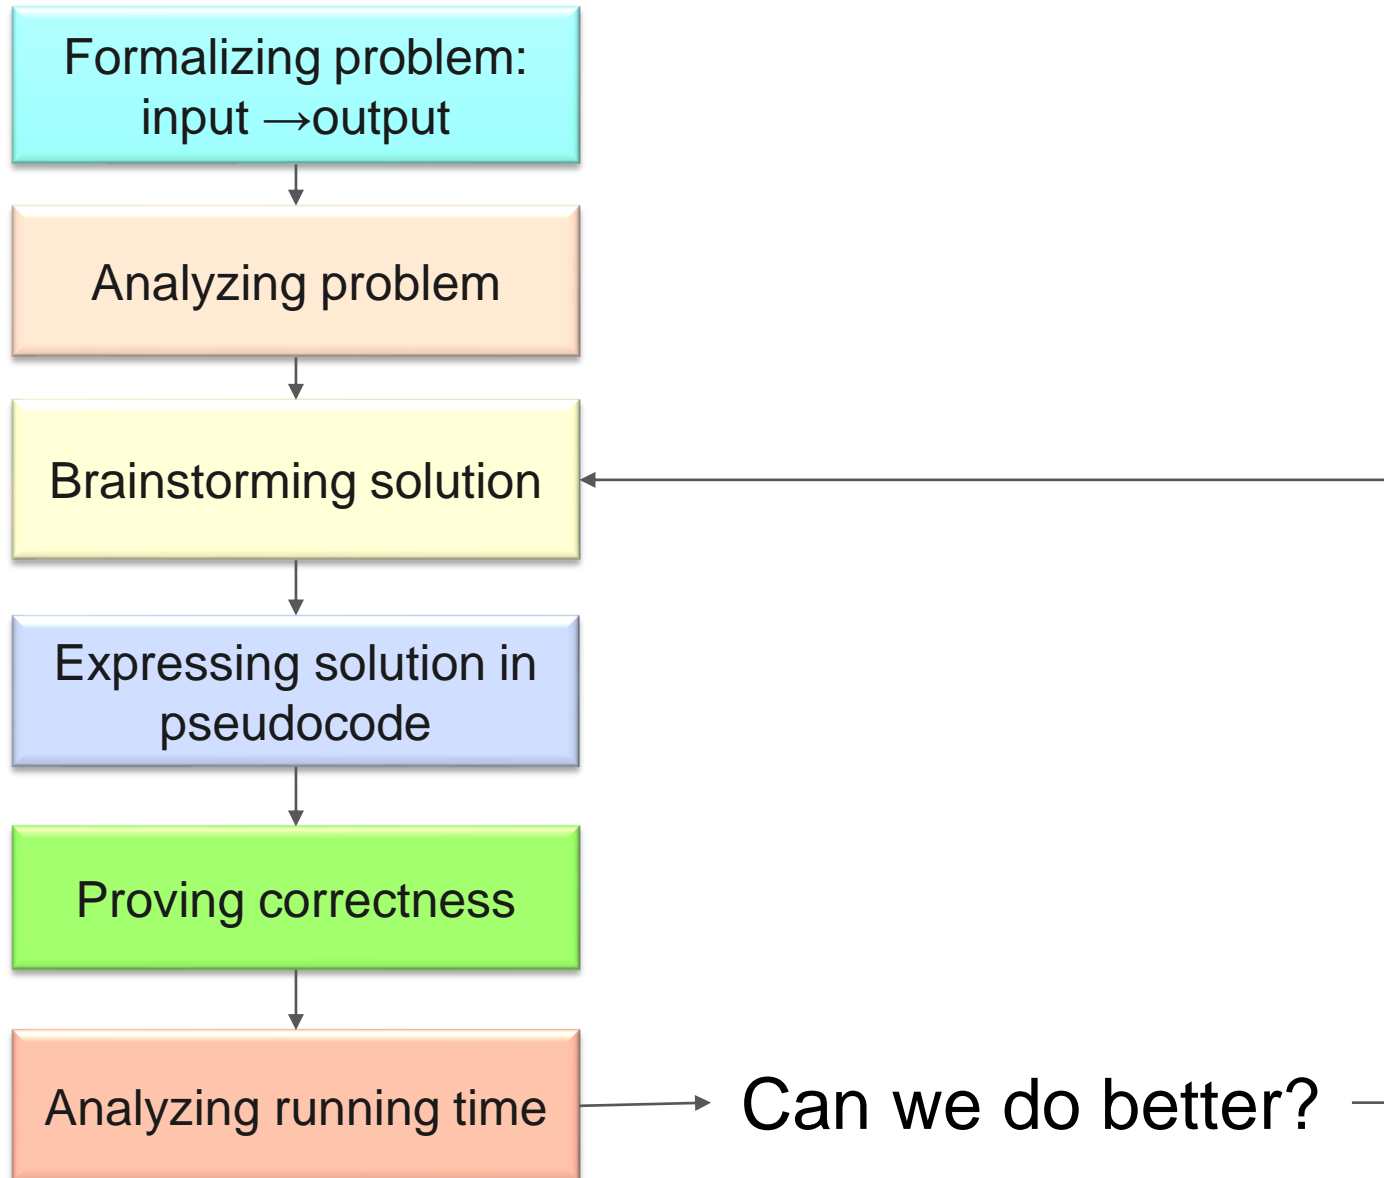 Formalizing problem:
input →output
Analyzing problem
Brainstorming solution
Expressing solution in
pseudocode
Proving correctness
Analyzing running time
Can we do better?